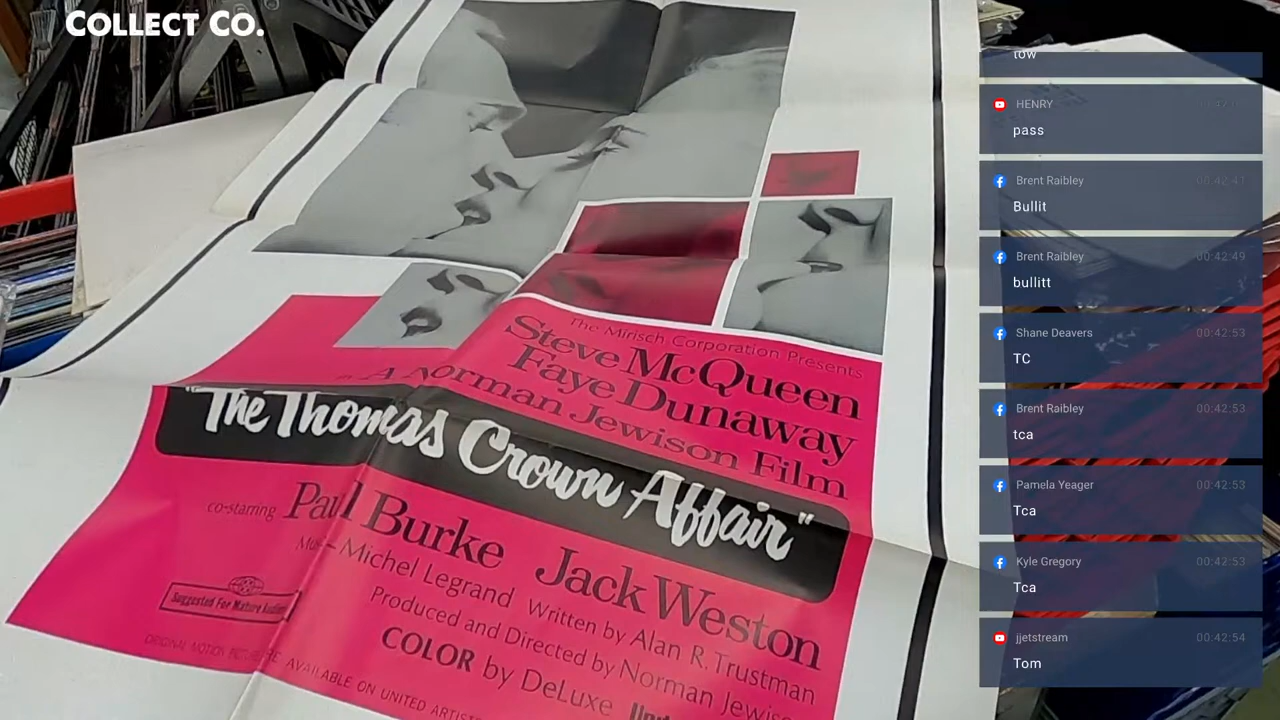 COLLECT CO.
The Mirisch Corporation Presents
Steve McQueen
Faye Dunaway
A Norman Jewison Film
"The Thomas Crown Affair"
co-starring Paul Burke Jack Weston
Michel Legrand Written by Alan R. Trustman
Produced and Directed by Norman Jewis
COLOR by DeLuxe
Suggested For Mature Audien
ORIGINAL MOTION PICTURE AVAILABLE ON UNITED ARTIS
tow
HENRY
pass
Brent Raibley 00:42:41
Bullit
Brent Raibley 00:42:49
bullitt
Shane Deavers 00:42:53
TC
Brent Raibley 00:42:53
tca
Pamela Yeager 00:42:53
Tca
Kyle Gregory 00:42:53
Tca
jjetstream 00:42:54
Tom